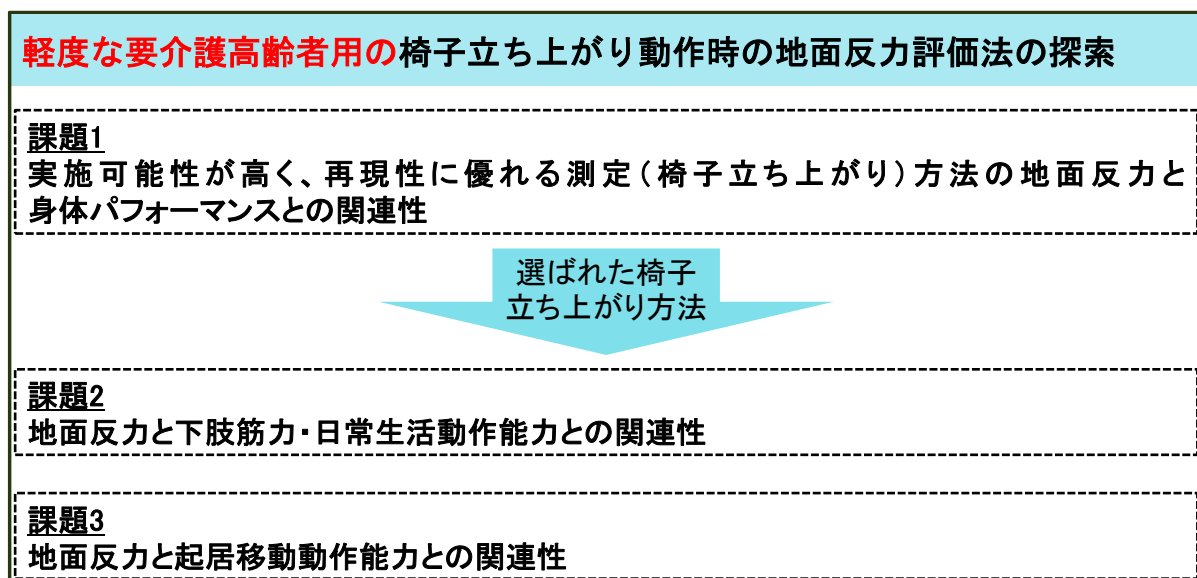 軽度な要介護高齢者用の椅子立ち上がり動作時の地面反力評価法の探索
課題1
実施可能性が高く、再現性に優れる測定(椅子立ち上がり)方法の地面反力と
身体パフォーマンスとの関連性
選ばれた椅子
立ち上がり方法
課題2
地面反力と下肢筋力・日常生活動作能力との関連性
課題3
地面反力と起居移動動作能力との関連性